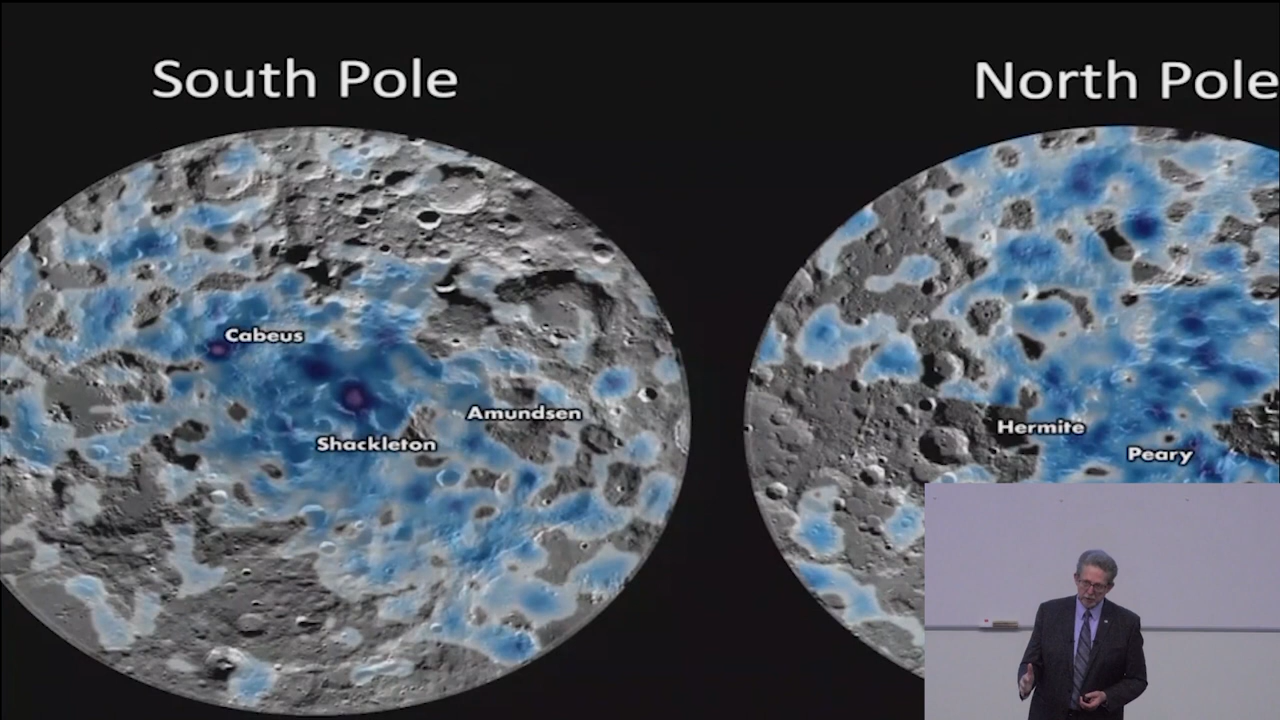 South Pole
North Pole
Cabeus
Amundsen
Shackleton
Hermite
Peary